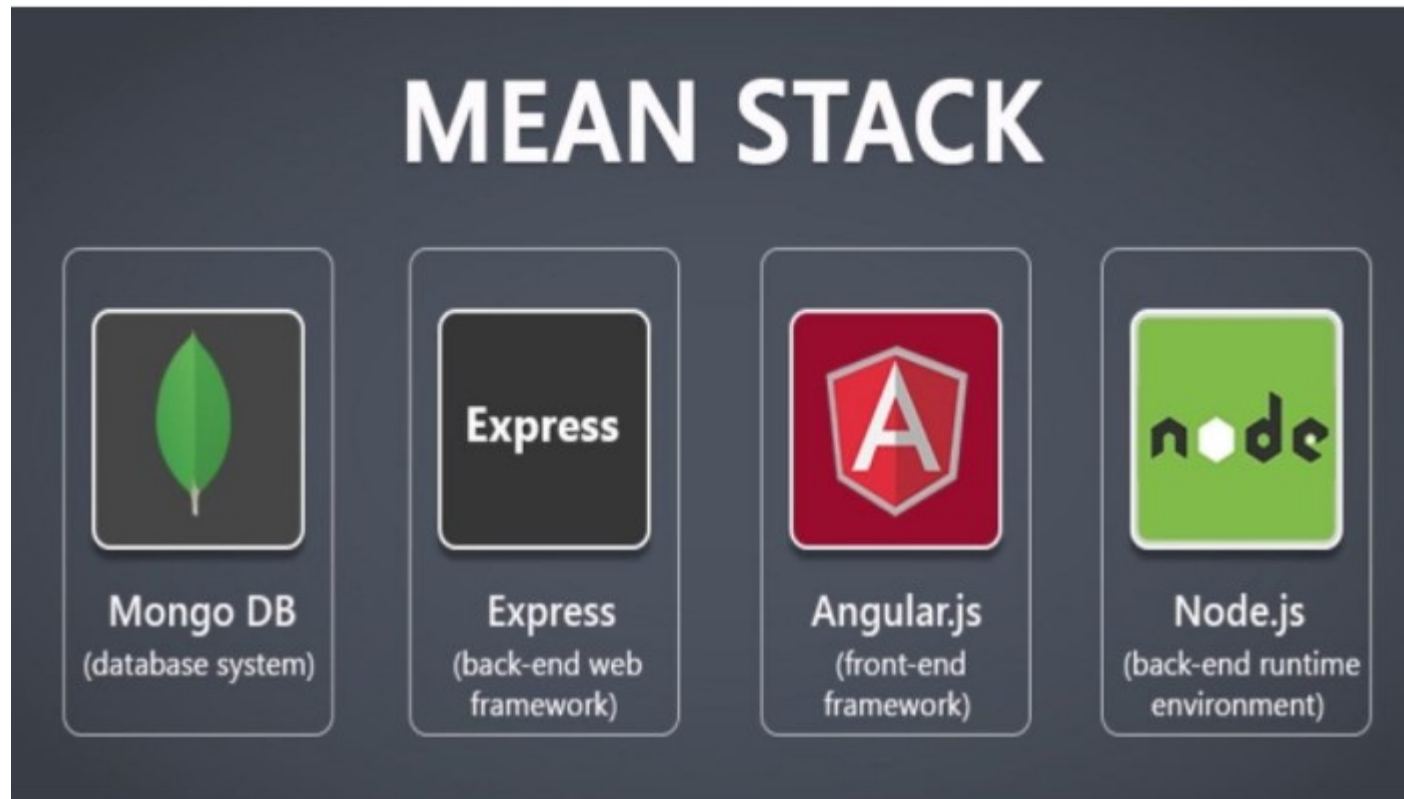 MEAN STACK
Express
A
node
Mongo DB
(database system)
Express
(back-end web
framework)
Angular.js
(front-end
framework)
Node.js
(back-end runtime
environment)